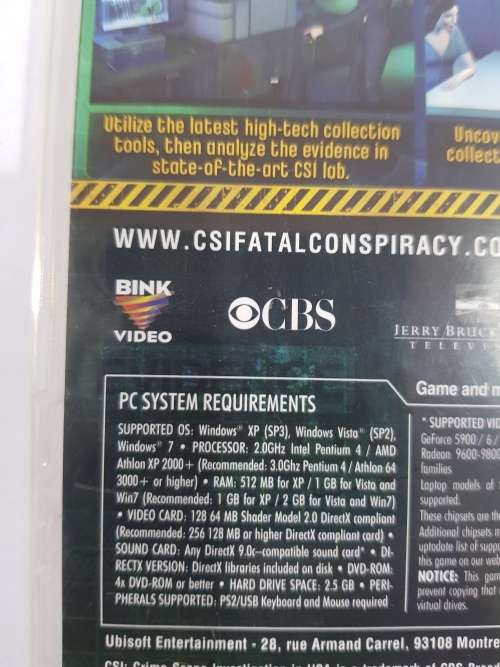 Utilize the latest high-tech collection
tools, then analyze the evidence in
state-of-the-art CSI lab.
Uncov
collect
WWW.CSIFATALCONSPIRACY.CO
BINK
VIDEO
CBS
JERRY BRUC
TELEVI
Game and m
PC SYSTEM REQUIREMENTS
SUPPORTED OS: Windows® XP (SP3), Windows Vista® (SP2),
Windows® 7 • PROCESSOR: 2.0GHz Intel Pentium 4 / AMD
Athlon XP 2000+ (Recommended: 3.0Ghz Pentium 4 / Athlon 64
3000+ or higher) • RAM: 512 MB for XP / 1 GB for Vista and
Win7 (Recommended: 1 GB for XP / 2 GB for Vista and Win7)
• VIDEO CARD: 128 64 MB Shader Model 2.0 DirectX compliant
(Recommended: 256 128 MB or higher DirectX compliant card) •
SOUND CARD: Any DirectX 9.0c-compatible sound card* • DI-
RECTX VERSION: DirectX libraries included on disk • DVD-ROM:
4x DVD-ROM or better • HARD DRIVE SPACE: 2.5 GB • PERI-
PHERALS SUPPORTED: PS2/USB Keyboard and Mouse required
* SUPPORTED VID
GeForce 5900 / 6 /
Radeon 9600-9800
families
Laptop models of
supported.
These chipsets are the
Additional chipsets m
uptodate list of supp
this game on our web
NOTICE: This gam
prevent copying that
virtual drives.
Ubisoft Entertainment - 28, rue Armand Carrel, 93108 Montre